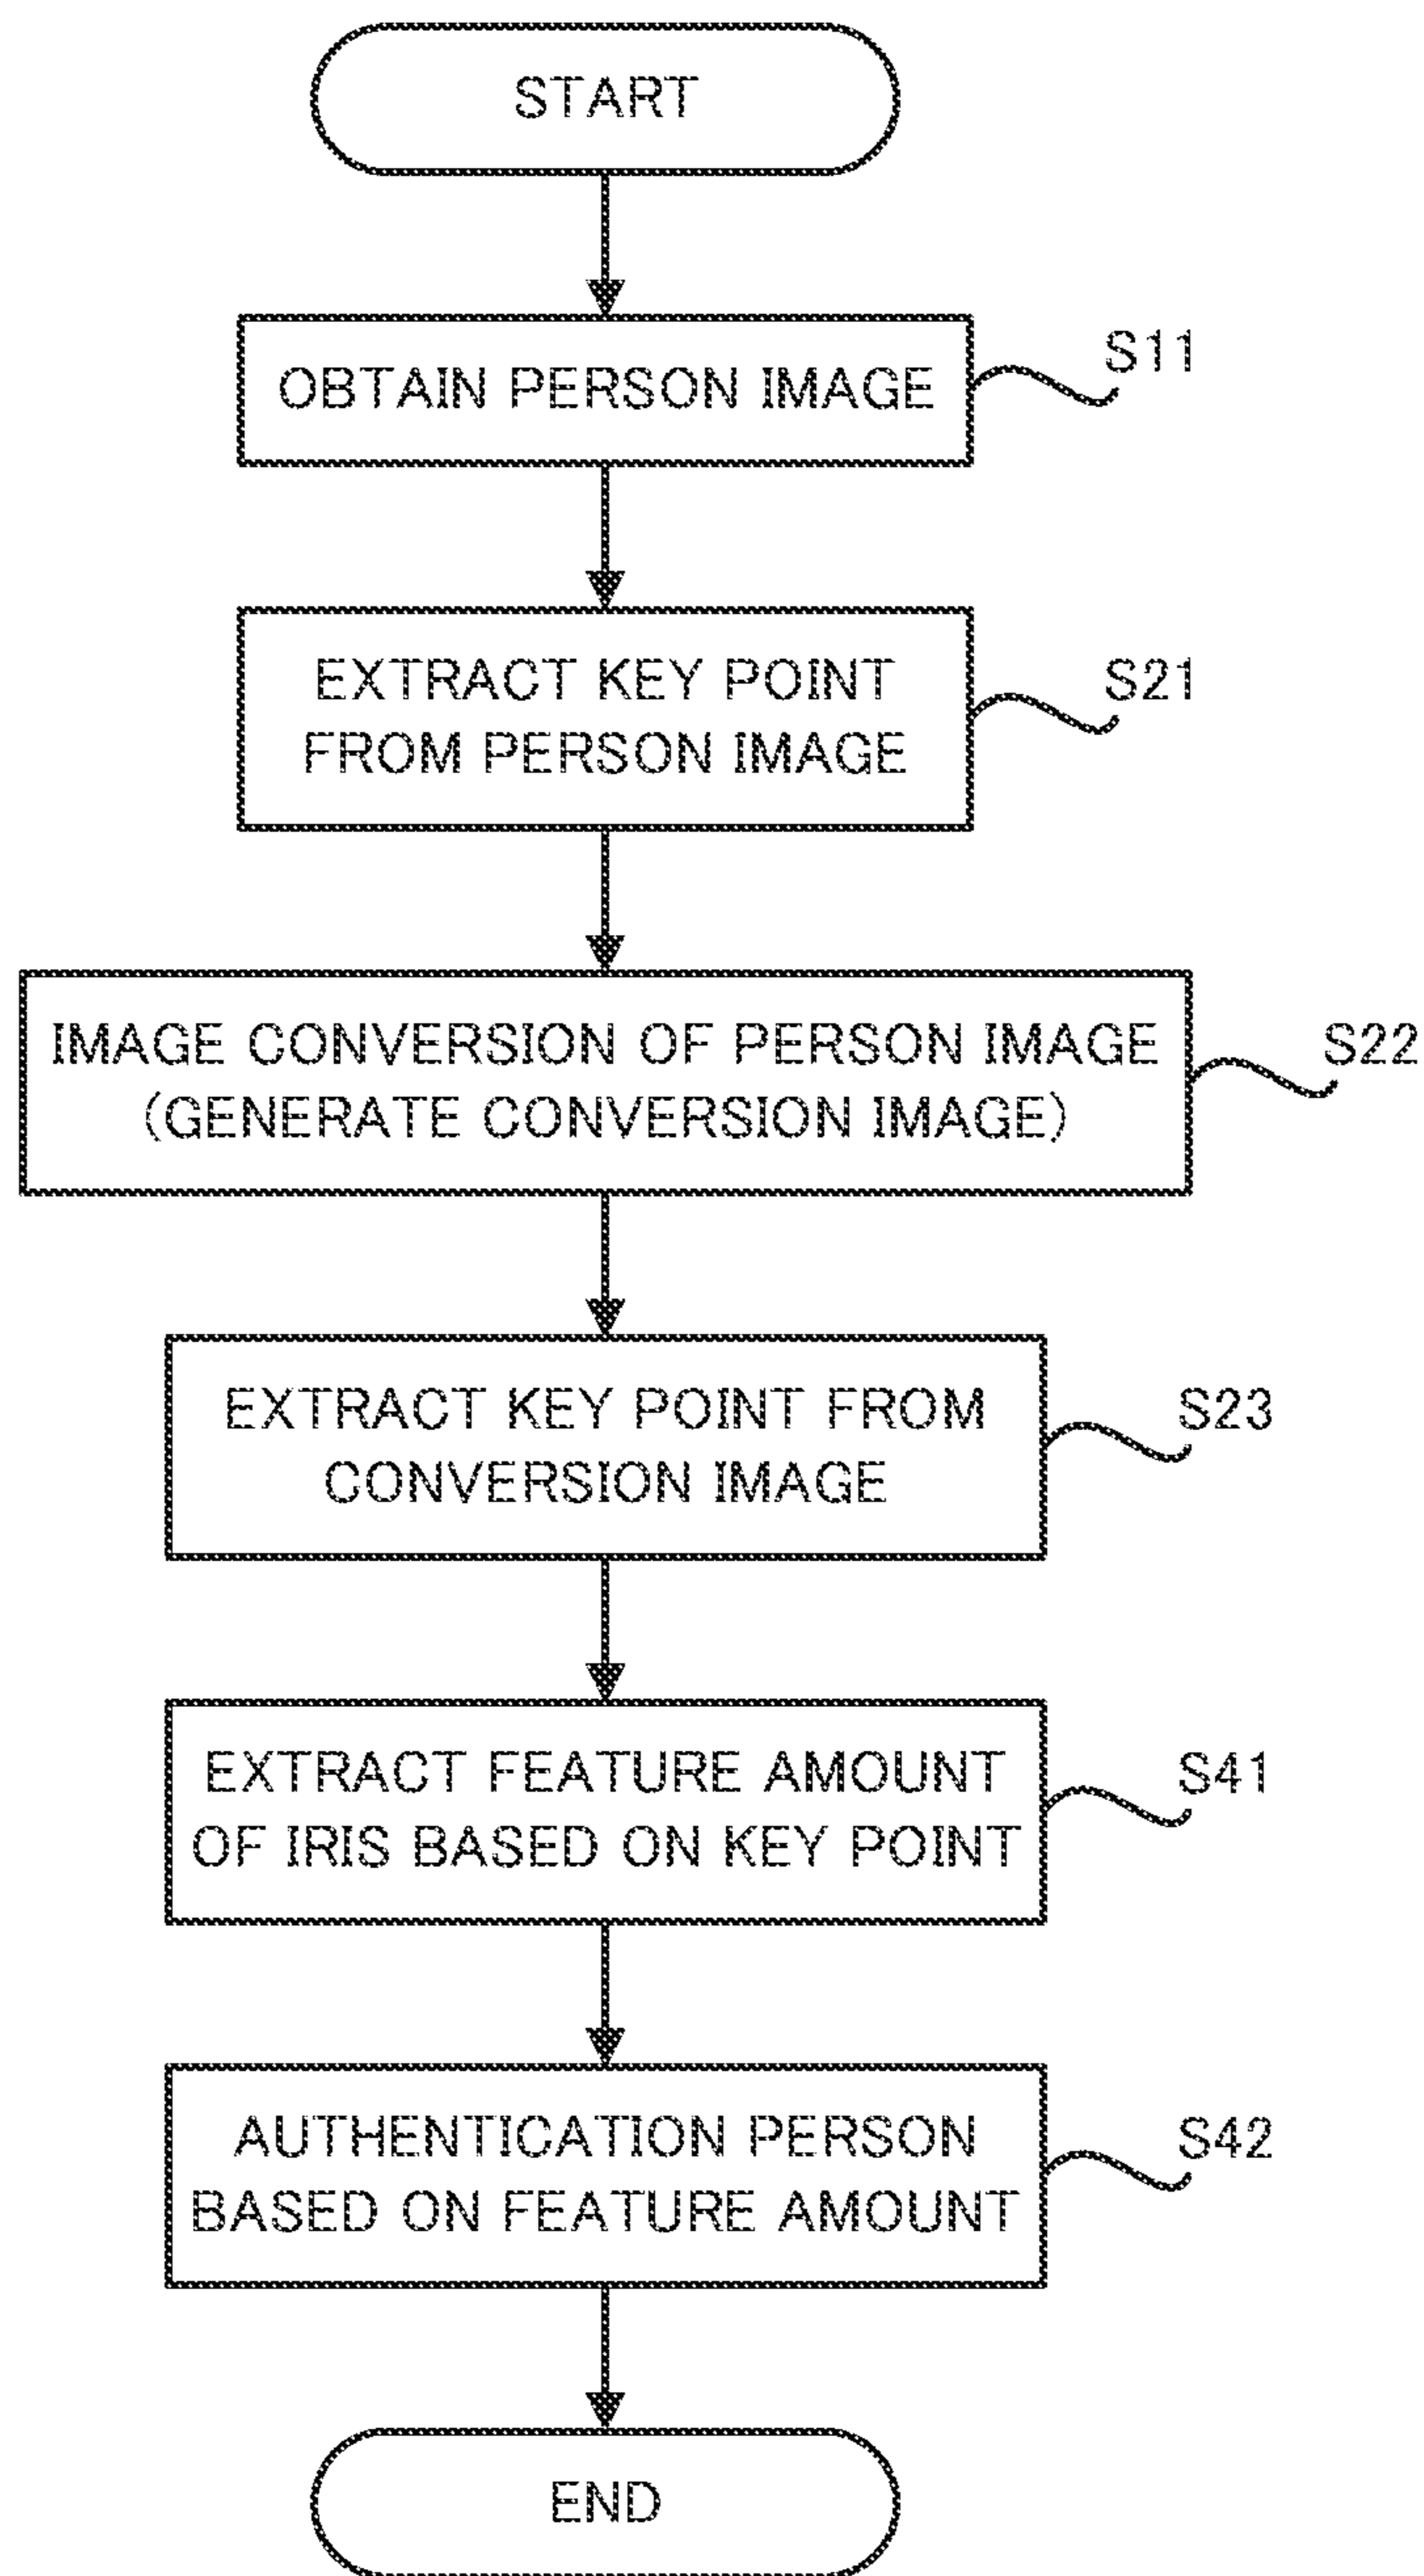 START
OBTAIN PERSON IMAGE
S11
EXTRACT KEY POINT
FROM PERSON IMAGE
S21
IMAGE CONVERSION OF PERSON IMAGE
(GENERATE CONVERSION IMAGE)
S22
EXTRACT KEY POINT FROM
CONVERSION IMAGE
S23
EXTRACT FEATURE AMOUNT
OF IRIS BASED ON KEY POINT
S41
AUTHENTICATION PERSON
BASED ON FEATURE AMOUNT
S42
END